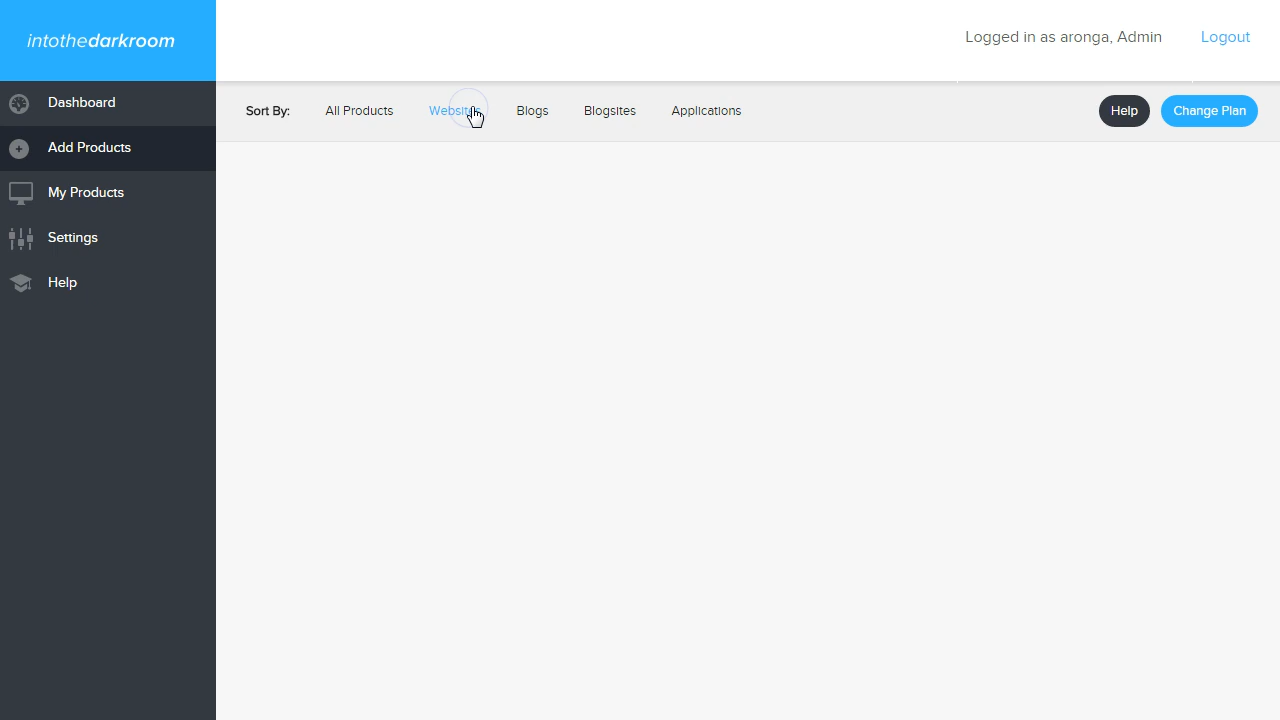 intothedarkroom
Logged in as aronga, Admin
Logout
Dashboard
Add Products
My Products
Settings
Help
Sort By:
All Products
Websites
Blogs
Blogsites
Applications
Help
Change Plan